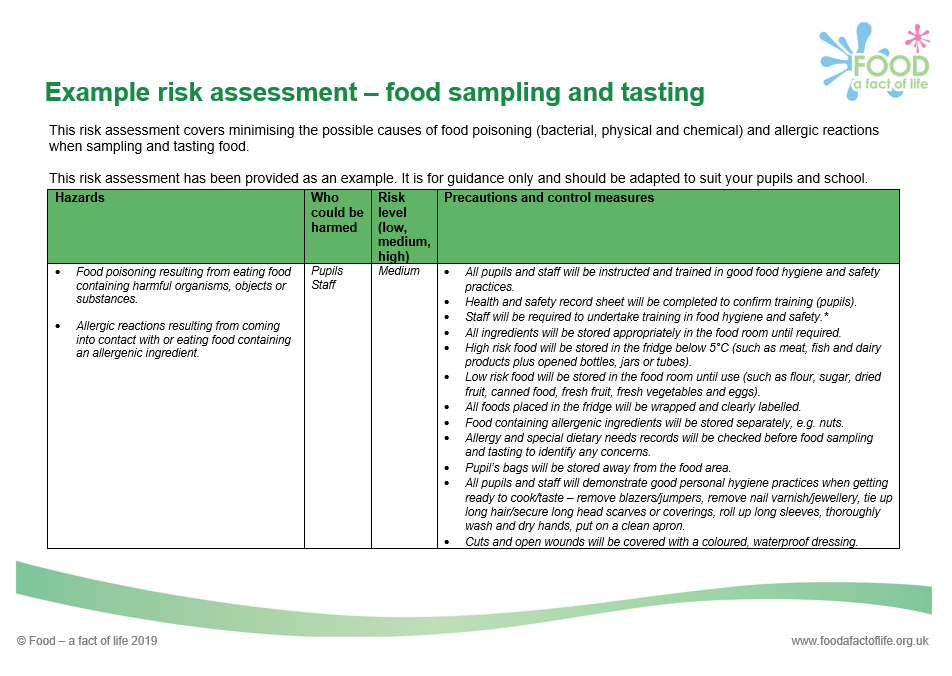 FOOD
a fact of life
Example risk assessment – food sampling and tasting
This risk assessment covers minimising the possible causes of food poisoning (bacterial, physical and chemical) and allergic reactions
when sampling and tasting food.
This risk assessment has been provided as an example. It is for guidance only and should be adapted to suit your pupils and school.
Hazards
Who
could be
harmed
Risk
level
(low,
medium,
high)
Precautions and control measures
• Food poisoning resulting from eating food
containing harmful organisms, objects or
substances.
• Allergic reactions resulting from coming
into contact with or eating food containing
an allergenic ingredient.
Pupils
Staff
Medium
• All pupils and staff will be instructed and trained in good food hygiene and safety
practices.
• Health and safety record sheet will be completed to confirm training (pupils).
• Staff will be required to undertake training in food hygiene and safety.*
• All ingredients will be stored appropriately in the food room until required.
• High risk food will be stored in the fridge below 5°C (such as meat, fish and dairy
products plus opened bottles, jars or tubes).
• Low risk food will be stored in the food room until use (such as flour, sugar, dried
fruit, canned food, fresh fruit, fresh vegetables and eggs).
• All foods placed in the fridge will be wrapped and clearly labelled.
• Food containing allergenic ingredients will be stored separately, e.g. nuts.
• Allergy and special dietary needs records will be checked before food sampling
and tasting to identify any concerns.
• Pupil's bags will be stored away from the food area.
• All pupils and staff will demonstrate good personal hygiene practices when getting
ready to cook/taste – remove blazers/jumpers, remove nail varnish/jewellery, tie up
long hair/secure long head scarves or coverings, roll up long sleeves, thoroughly
wash and dry hands, put on a clean apron.
• Cuts and open wounds will be covered with a coloured, waterproof dressing.
© Food – a fact of life 2019
www.foodafactoflife.org.uk